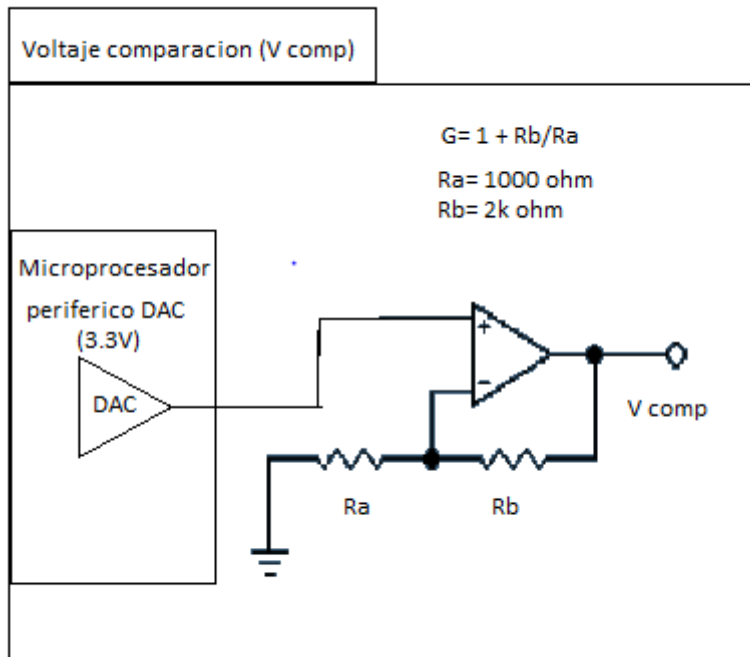 Voltaje comparacion (V comp)
G= 1 + Rb/Ra
Ra= 1000 ohm
Rb= 2k ohm
Microprocesador
periferico DAC
(3.3V)
DAC
+
-
V comp
Ra
Rb